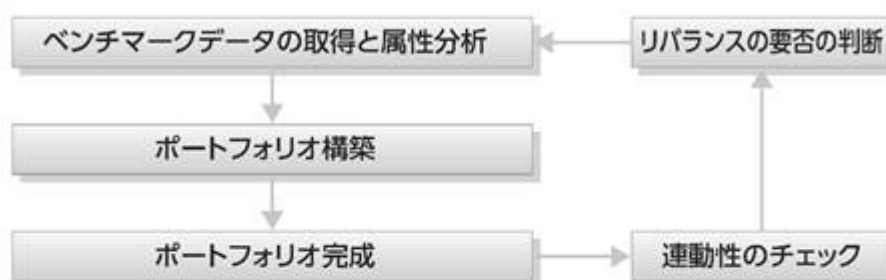 ベンチマークデータの取得と属性分析
リバランスの要否の判断
ポートフォリオ構築
ポートフォリオ完成
連動性のチェック